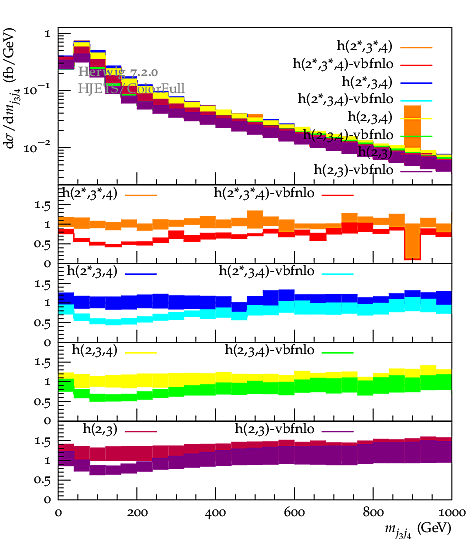 1
10⁻¹
10⁻²
dσ/dm_{j₃j₄} (fb/GeV)
Herwig 7.2.0
HJETS/ColorFull
h(2*,3*,4)
h(2*,3*,4)-vbfnlo
h(2*,3,4)
h(2*,3,4)-vbfnlo
h(2,3,4)
h(2,3,4)-vbfnlo
h(2,3)
h(2,3)-vbfnlo
h(2*,3*,4) h(2*,3*,4)-vbfnlo
1.5
1
0.5
0
h(2*,3,4) h(2*,3,4)-vbfnlo
1.5
1
0.5
0
h(2,3,4) h(2,3,4)-vbfnlo
1.5
1
0.5
0
h(2,3) h(2,3)-vbfnlo
1.5
1
0.5
0
0 200 400 600 800 1000
m_{j₃j₄} (GeV)